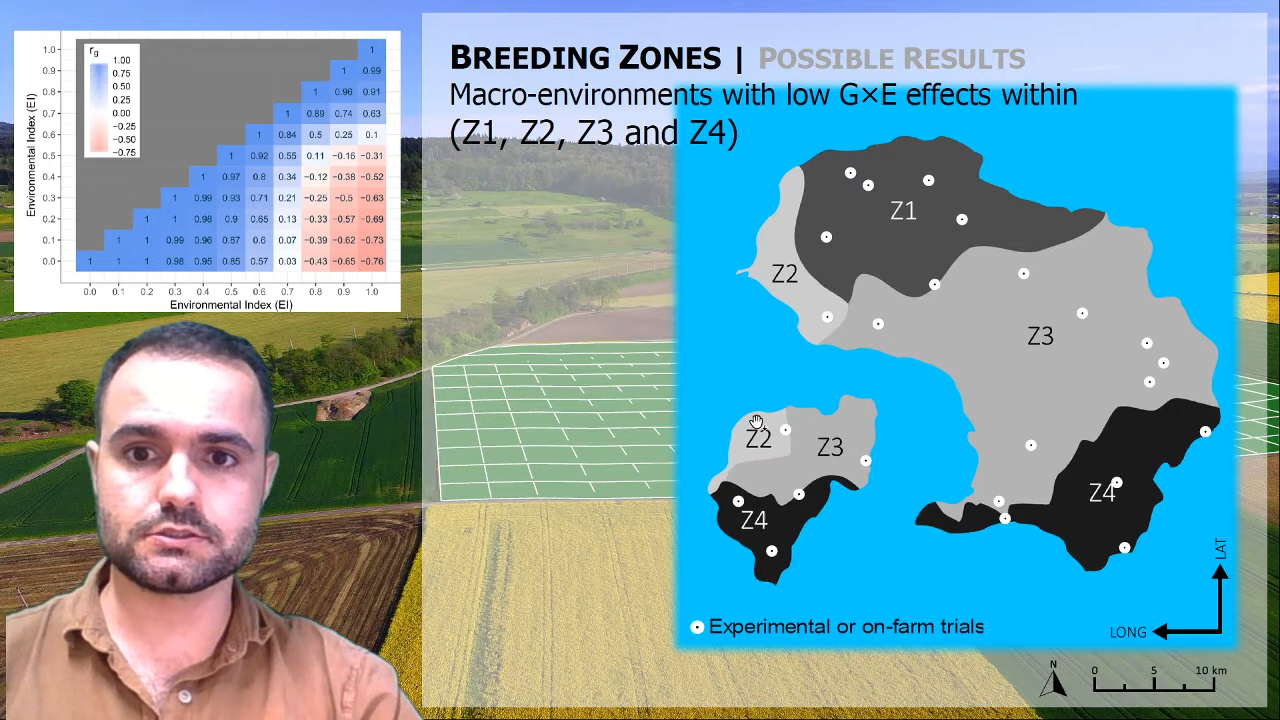 BREEDING ZONES | POSSIBLE RESULTS
Macro-environments with low G×E effects within
(Z1, Z2, Z3 and Z4)
rg
1.00
0.75
0.50
0.25
0.00
−0.25
−0.50
−0.75
Environmental Index (EI)
1.0 1
0.9 1 0.99
0.8 1 0.96 0.91
0.7 1 0.89 0.74 0.63
0.6 1 0.84 0.5 0.25 0.1
0.5 1 0.92 0.55 0.11 −0.16 −0.31
0.4 1 0.97 0.8 0.34 −0.12 −0.38 −0.52
0.3 1 0.99 0.93 0.71 0.21 −0.25 −0.5 −0.63
0.2 1 1 0.98 0.9 0.65 0.13 −0.33 −0.57 −0.69
0.1 1 1 0.99 0.96 0.87 0.6 0.07 −0.39 −0.62 −0.73
0.0 1 1 1 0.98 0.95 0.85 0.57 0.03 −0.43 −0.65 −0.76
0.0 0.1 0.2 0.3 0.4 0.5 0.6 0.7 0.8 0.9 1.0
Environmental Index (EI)
Z1
Z2
Z3
Z2
Z3
Z4
Z4
LAT
LONG
Experimental or on-farm trials
N
0 5 10 km